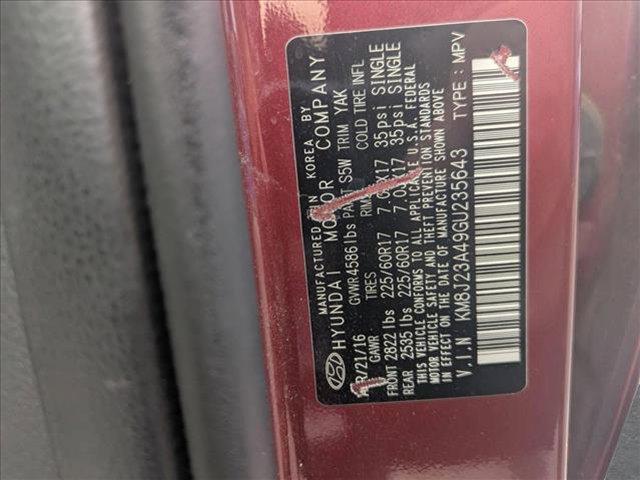 MANUFACTURED IN KOREA BY
HYUNDAI MOTOR COMPANY
/21/16 GVWR 4586 lbs PAINT S5W TRIM YAK
GAWR TIRES RIMS COLD TIRE INFL
FRONT 2822 lbs 225/60R17 7.0JX17 35psi SINGLE
REAR 2535 lbs 225/60R17 7.0JX17 35psi SINGLE
THIS VEHICLE CONFORMS TO ALL APPLICABLE U.S.A. FEDERAL
MOTOR VEHICLE SAFETY AND THEFT PREVENTION STANDARDS
IN EFFECT ON THE DATE OF MANUFACTURE SHOWN ABOVE
V.I.N KM8J23A49GU235643 TYPE : MPV